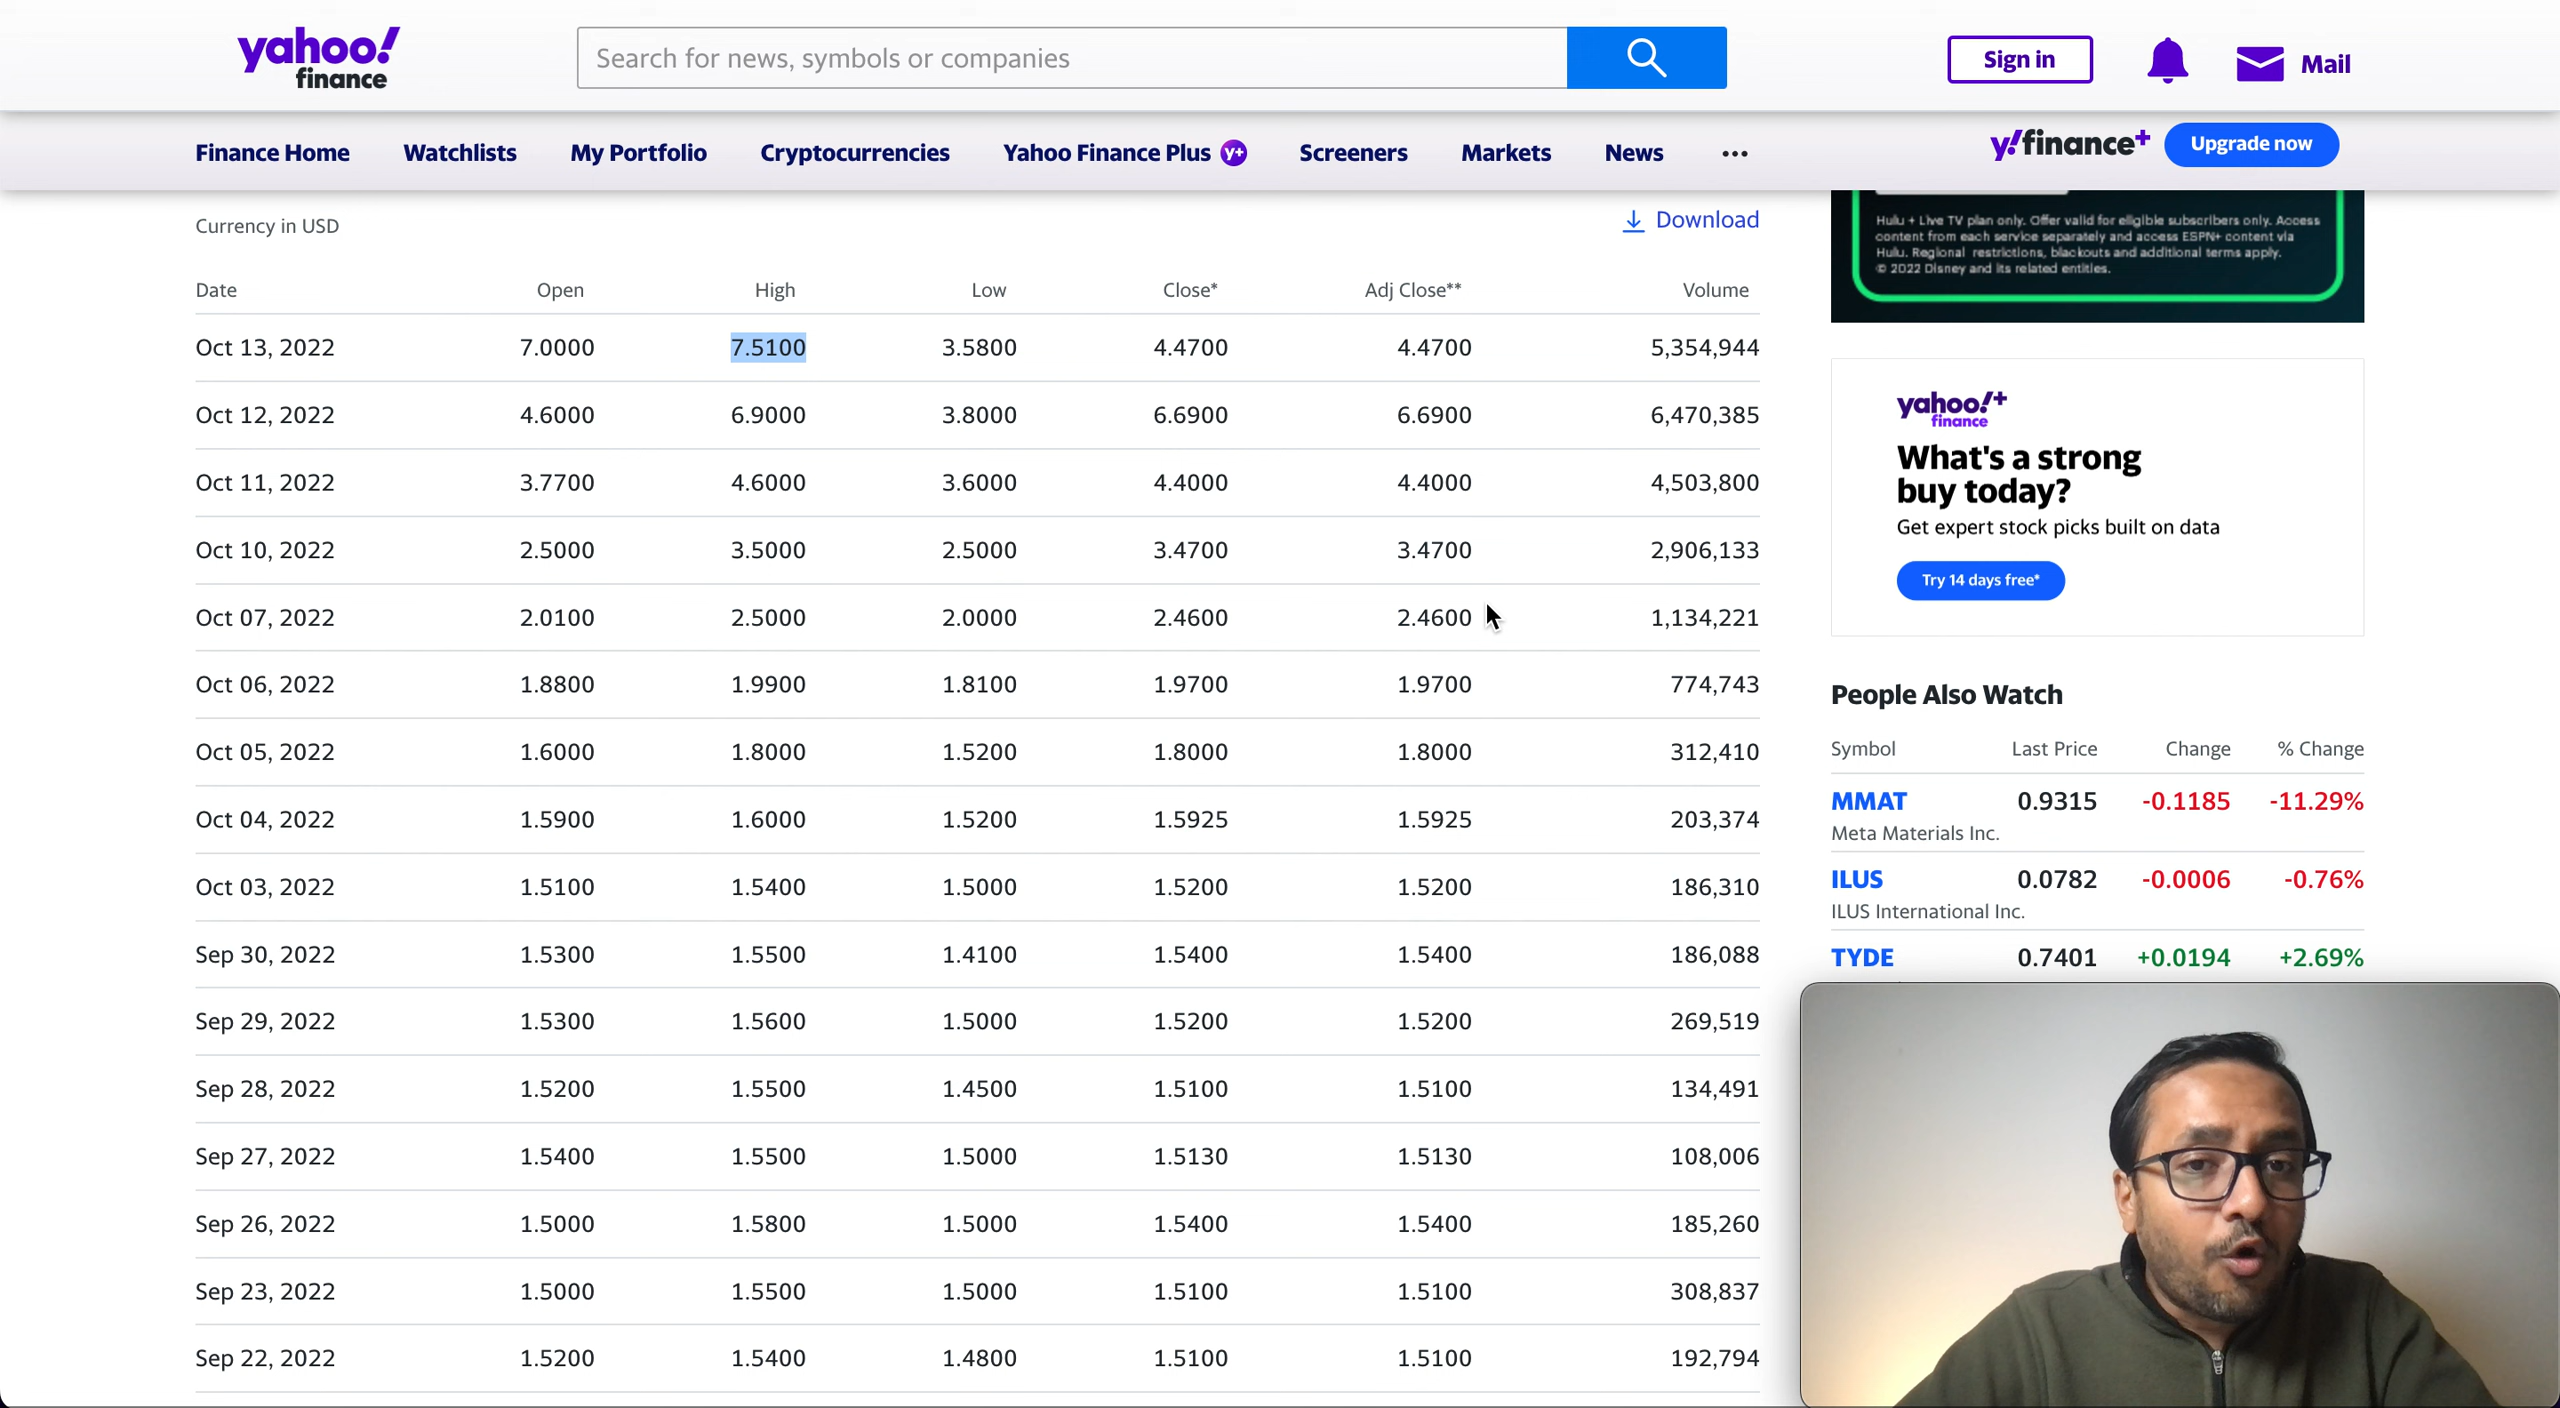 yahoo!
finance
Search for news, symbols or companies
Sign in
Mail
Finance Home Watchlists My Portfolio Cryptocurrencies Yahoo Finance Plus y+ Screeners Markets News ...
y!finance+ Upgrade now
Currency in USD
Download
Date Open High Low Close* Adj Close** Volume
Oct 13, 2022 7.0000 7.5100 3.5800 4.4700 4.4700 5,354,944
Oct 12, 2022 4.6000 6.9000 3.8000 6.6900 6.6900 6,470,385
Oct 11, 2022 3.7700 4.6000 3.6000 4.4000 4.4000 4,503,800
Oct 10, 2022 2.5000 3.5000 2.5000 3.4700 3.4700 2,906,133
Oct 07, 2022 2.0100 2.5000 2.0000 2.4600 2.4600 1,134,221
Oct 06, 2022 1.8800 1.9900 1.8100 1.9700 1.9700 774,743
Oct 05, 2022 1.6000 1.8000 1.5200 1.8000 1.8000 312,410
Oct 04, 2022 1.5900 1.6000 1.5200 1.5925 1.5925 203,374
Oct 03, 2022 1.5100 1.5400 1.5000 1.5200 1.5200 186,310
Sep 30, 2022 1.5300 1.5500 1.4100 1.5400 1.5400 186,088
Sep 29, 2022 1.5300 1.5600 1.5000 1.5200 1.5200 269,519
Sep 28, 2022 1.5200 1.5500 1.4500 1.5100 1.5100 134,491
Sep 27, 2022 1.5400 1.5500 1.5000 1.5130 1.5130 108,006
Sep 26, 2022 1.5000 1.5800 1.5000 1.5400 1.5400 185,260
Sep 23, 2022 1.5000 1.5500 1.5000 1.5100 1.5100 308,837
Sep 22, 2022 1.5200 1.5400 1.4800 1.5100 1.5100 192,794
Hulu + Live TV plan only. Offer valid for eligible subscribers only. Access
content from each service separately and access ESPN+ content via
Hulu. Regional restrictions, blackouts and additional terms apply.
© 2022 Disney and its related entities.
yahoo!+
finance
What's a strong
buy today?
Get expert stock picks built on data
Try 14 days free*
People Also Watch
Symbol Last Price Change % Change
MMAT 0.9315 -0.1185 -11.29%
Meta Materials Inc.
ILUS 0.0782 -0.0006 -0.76%
ILUS International Inc.
TYDE 0.7401 +0.0194 +2.69%